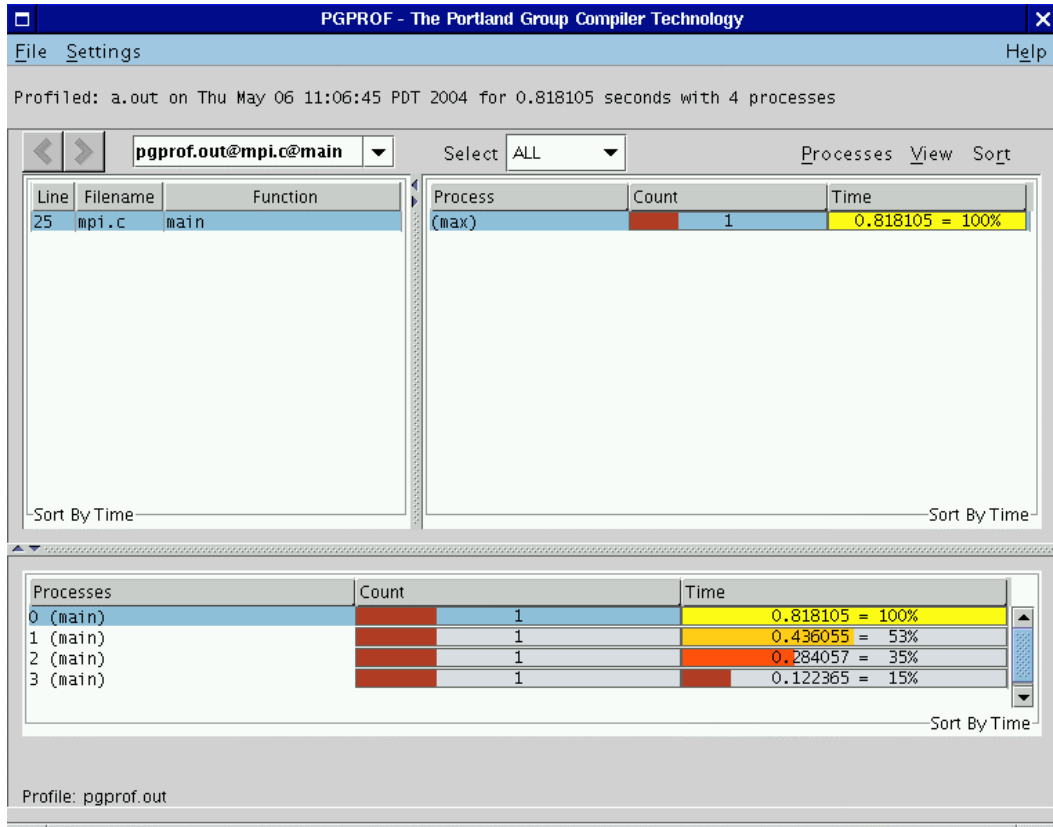 PGPROF - The Portland Group Compiler Technology
File Settings Help
Profiled: a.out on Thu May 06 11:06:45 PDT 2004 for 0.818105 seconds with 4 processes
pgprof.out@mpi.c@main Select ALL Processes View Sort
Line Filename Function
25 mpi.c main
Sort By Time
Process Count Time
(max) 1 0.818105 = 100%
Sort By Time
Processes Count Time
0 (main) 1 0.818105 = 100%
1 (main) 1 0.436055 = 53%
2 (main) 1 0.284057 = 35%
3 (main) 1 0.122365 = 15%
Sort By Time
Profile: pgprof.out